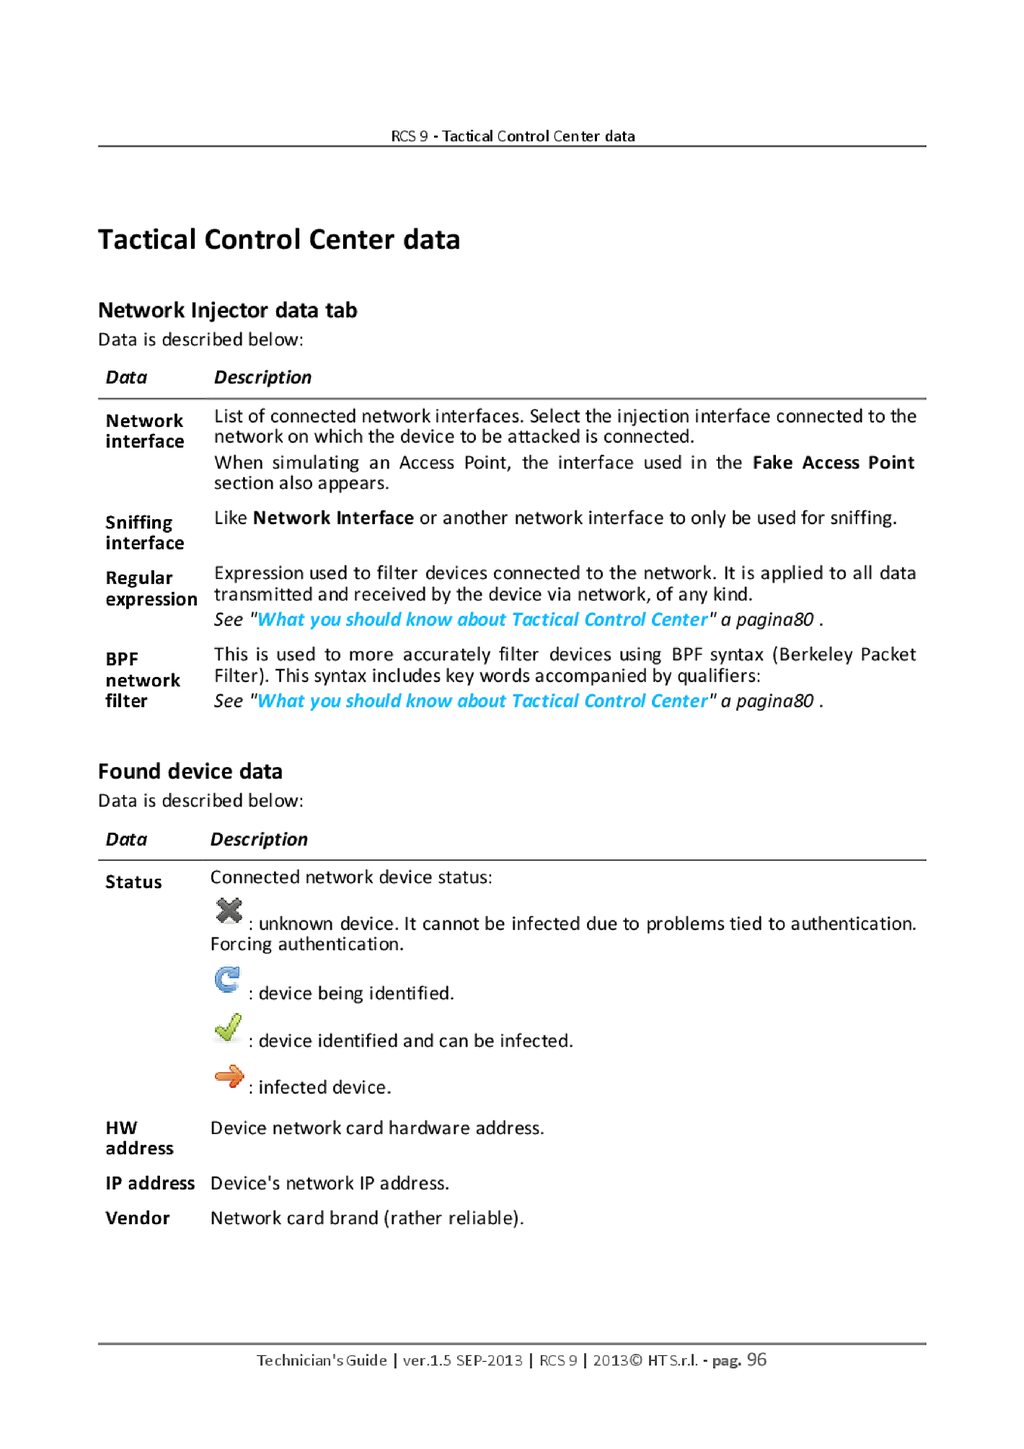 RCS 9 - Tactical Control Center data
Tactical Control Center data
Network Injector data tab
Data is described below:
Data Description
Network interface
List of connected network interfaces. Select the injection interface connected to the
network on which the device to be attacked is connected.
When simulating an Access Point, the interface used in the Fake Access Point
section also appears.
Sniffing interface
Like Network Interface or another network interface to only be used for sniffing.
Regular expression
Expression used to filter devices connected to the network. It is applied to all data
transmitted and received by the device via network, of any kind.
See "What you should know about Tactical Control Center" a pagina80 .
BPF network filter
This is used to more accurately filter devices using BPF syntax (Berkeley Packet
Filter). This syntax includes key words accompanied by qualifiers:
See "What you should know about Tactical Control Center" a pagina80 .
Found device data
Data is described below:
Data Description
Status Connected network device status:
: unknown device. It cannot be infected due to problems tied to authentication.
Forcing authentication.
: device being identified.
: device identified and can be infected.
: infected device.
HW address
Device network card hardware address.
IP address Device's network IP address.
Vendor Network card brand (rather reliable).
Technician's Guide | ver.1.5 SEP-2013 | RCS 9 | 2013© HT S.r.l. - pag. 96